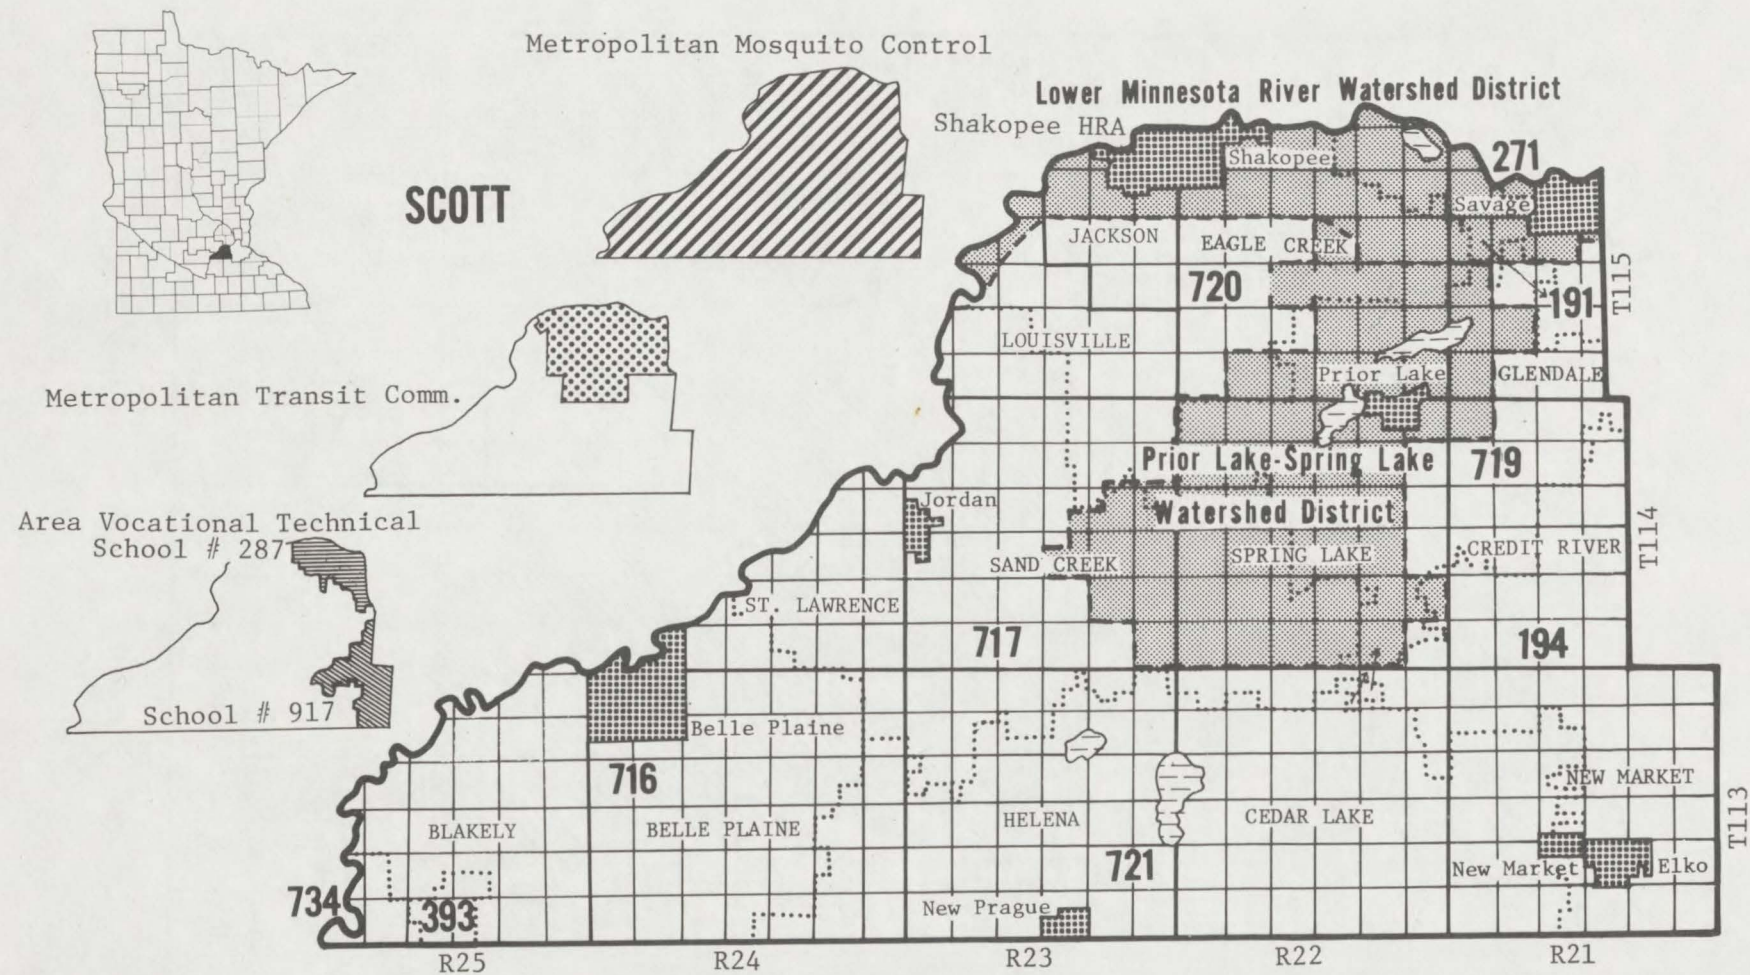 Metropolitan Mosquito Control
Lower Minnesota River Watershed District
Shakopee HRA
Shakopee
271
SCOTT
Savage
JACKSON
EAGLE CREEK
720
191
T115
LOUISVILLE
Prior Lake
GLENDALE
Metropolitan Transit Comm.
Prior Lake-Spring Lake
719
Jordan
Watershed District
Area Vocational Technical
School # 287
SAND CREEK
SPRING LAKE
CREDIT RIVER
T114
ST. LAWRENCE
717
194
School # 917
Belle Plaine
716
NEW MARKET
BLAKELY
BELLE PLAINE
HELENA
CEDAR LAKE
T113
721
New Market
Elko
734
393
New Prague
R25
R24
R23
R22
R21